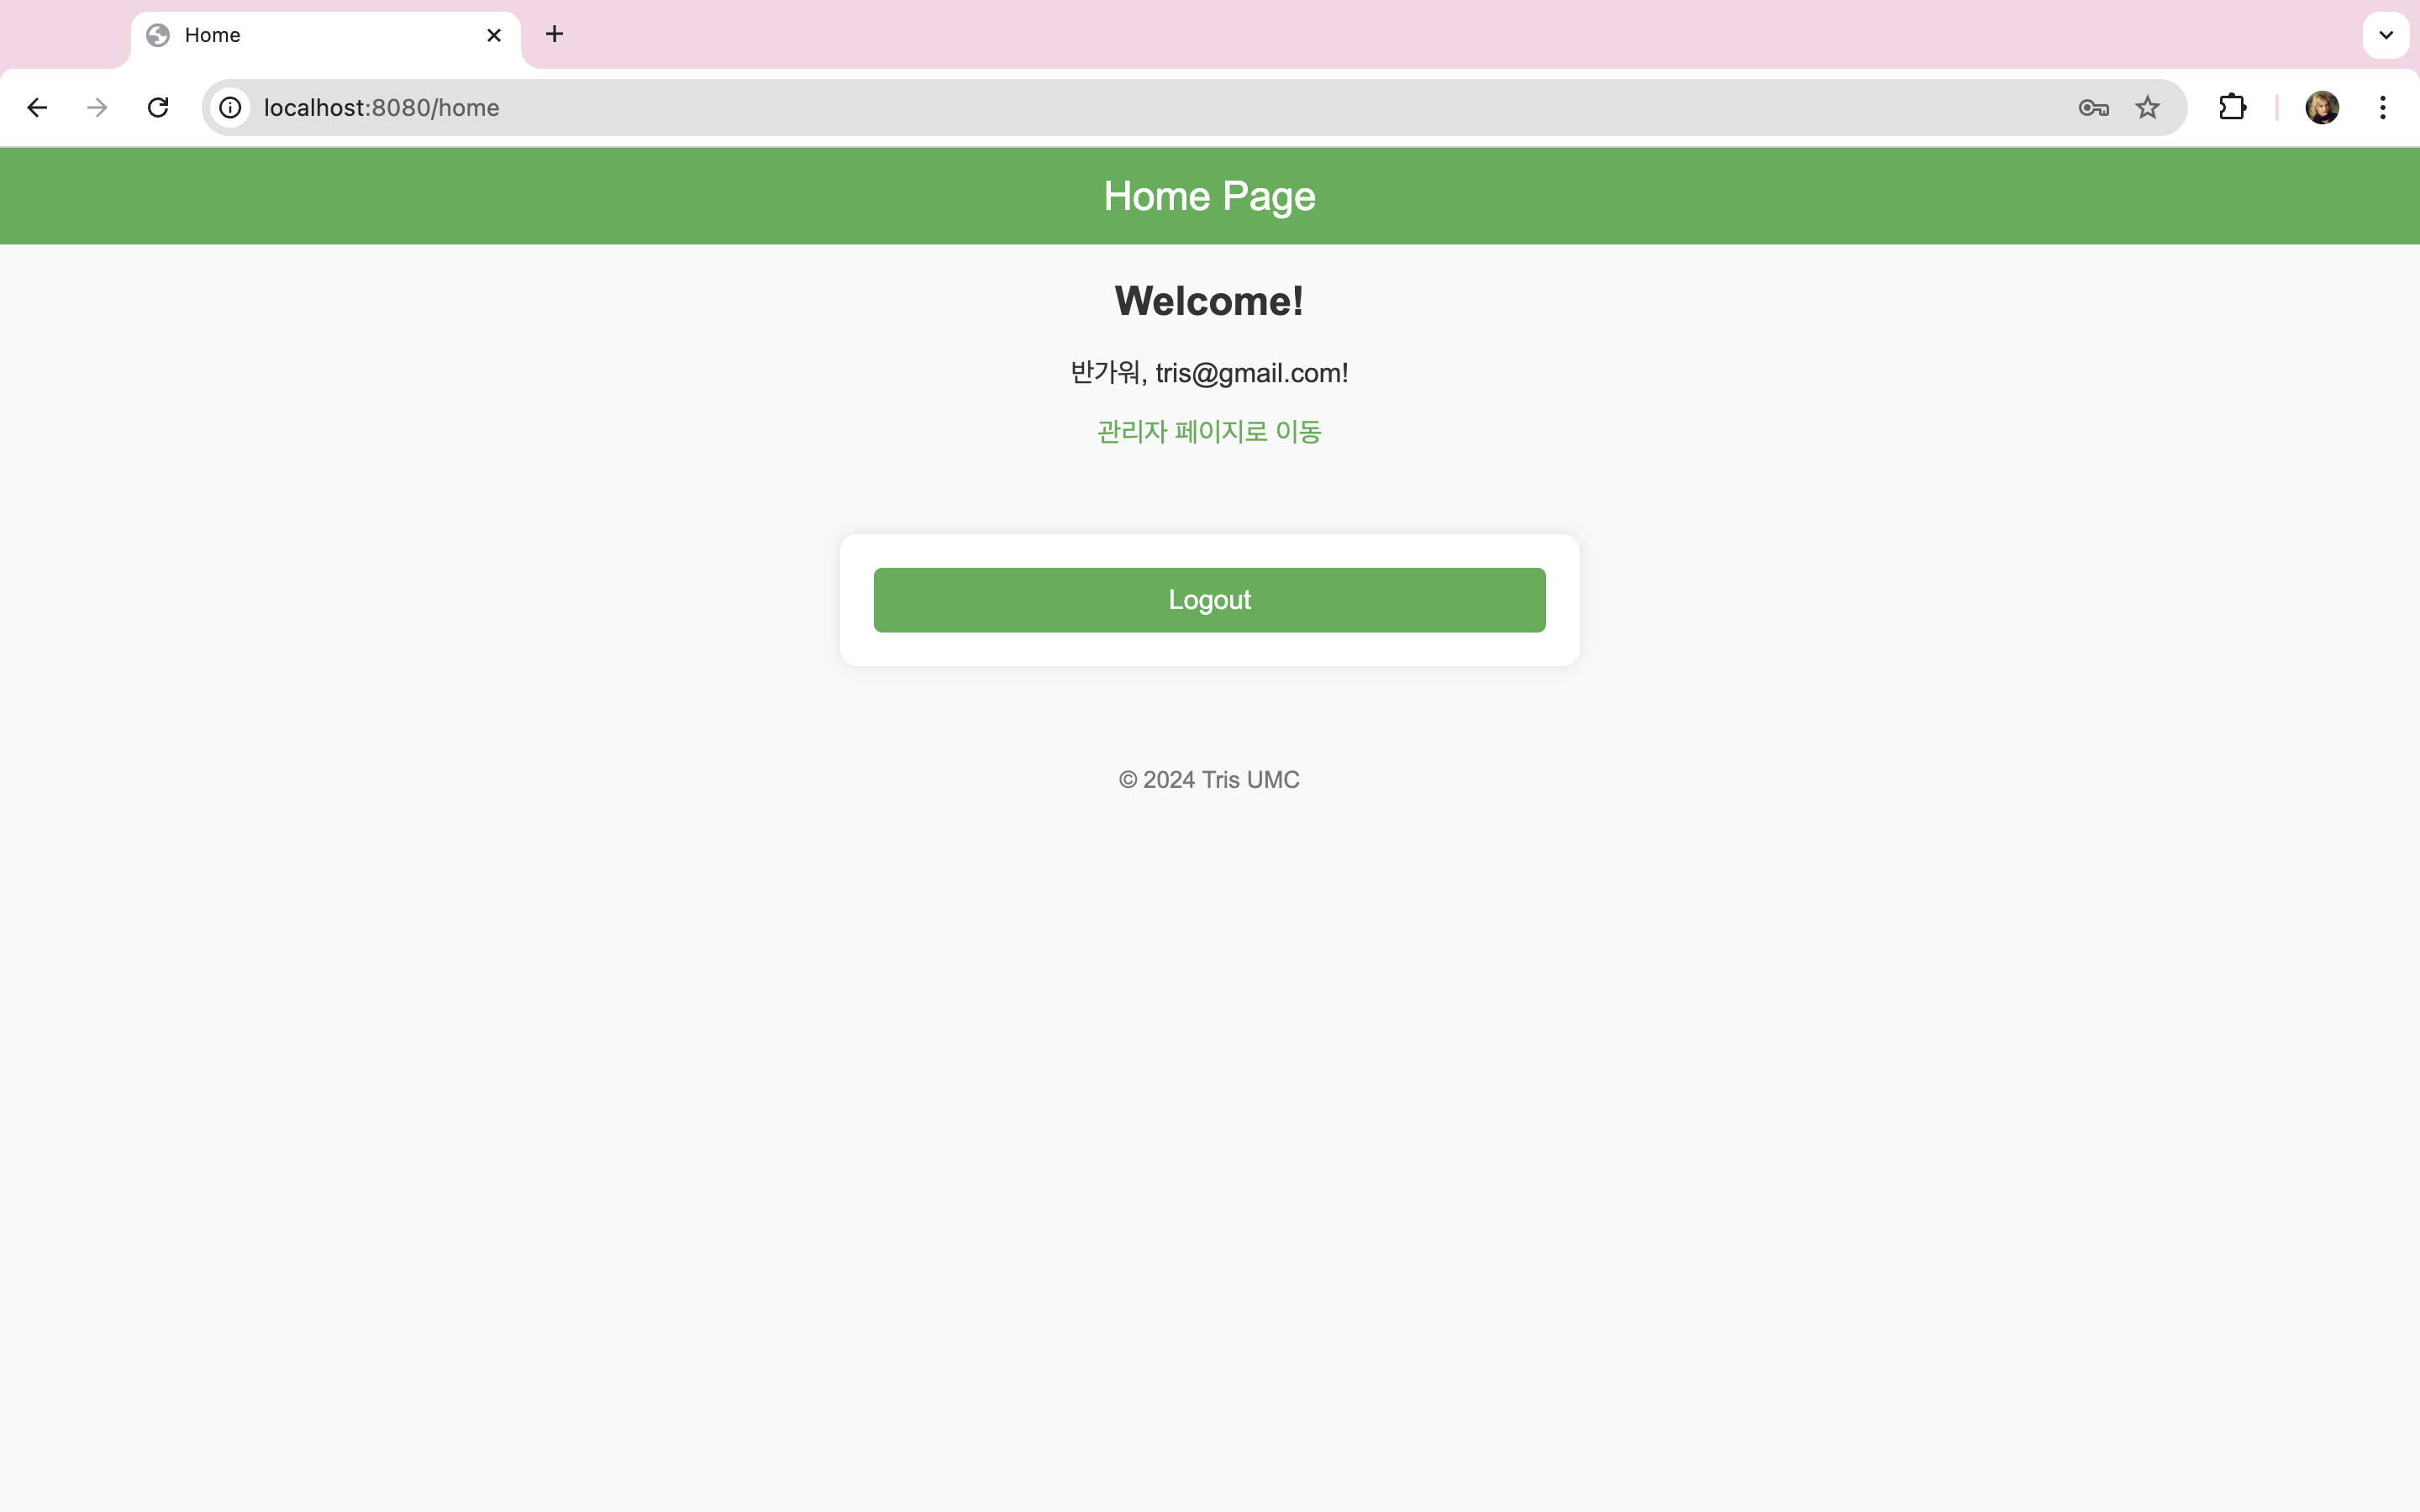 Home
localhost:8080/home
Home Page
Welcome!
반가워, tris@gmail.com!
관리자 페이지로 이동
Logout
© 2024 Tris UMC